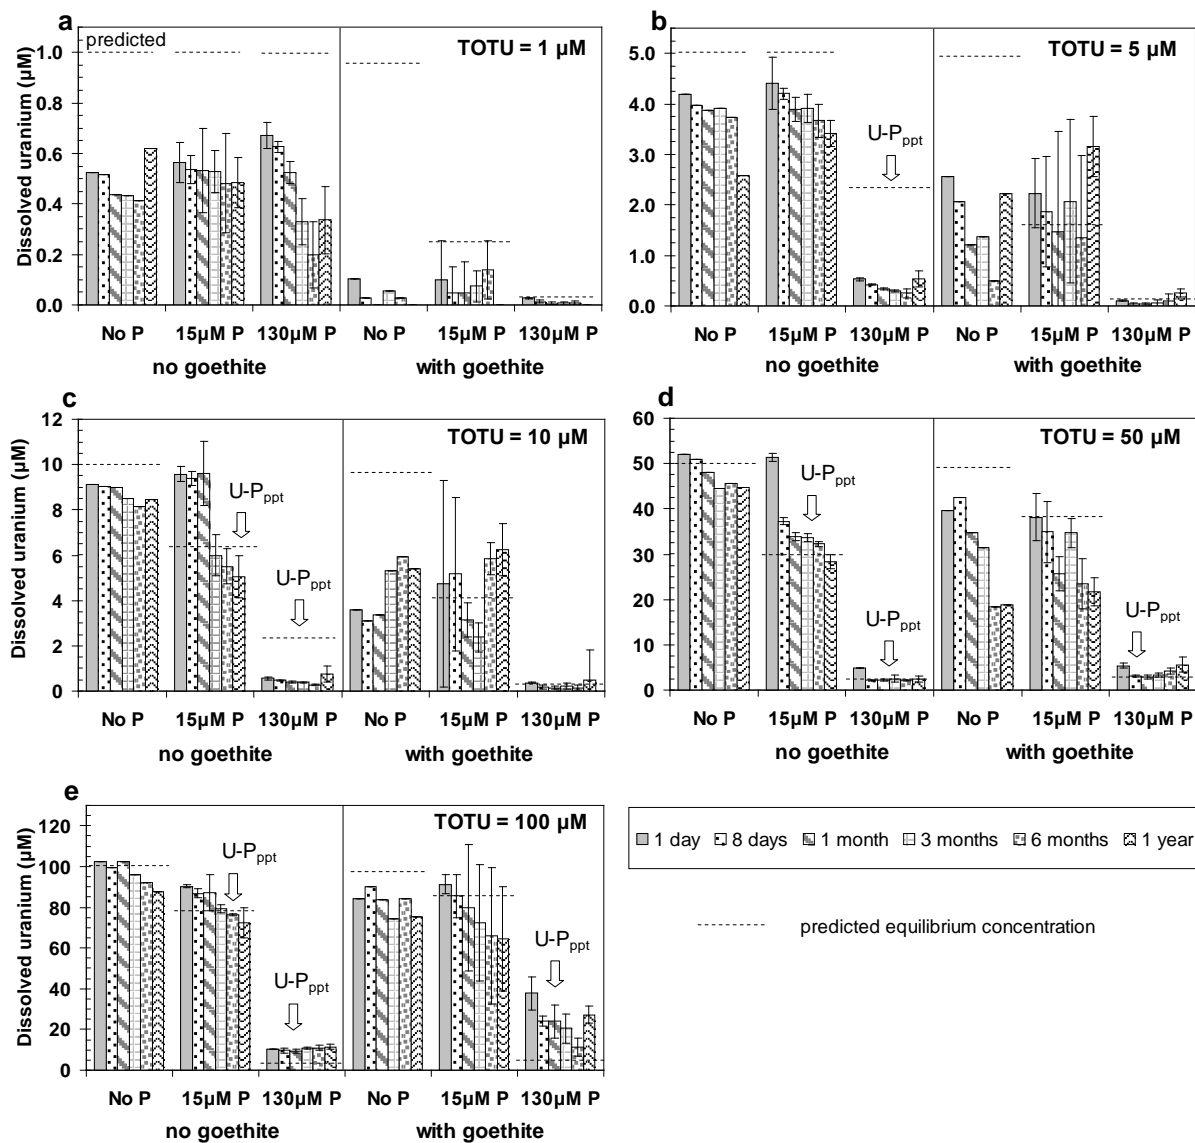 a
predicted
TOTU = 1 µM
Dissolved uranium (µM)
1.0
0.8
0.6
0.4
0.2
0.0
No P 15µM P 130µM P No P 15µM P 130µM P
no goethite with goethite
b
TOTU = 5 µM
U-Pppt
5.0
4.0
3.0
2.0
1.0
0.0
No P 15µM P 130µM P No P 15µM P 130µM P
no goethite with goethite
c
TOTU = 10 µM
U-Pppt
U-Pppt
Dissolved uranium (µM)
12
10
8
6
4
2
0
No P 15µM P 130µM P No P 15µM P 130µM P
no goethite with goethite
d
TOTU = 50 µM
U-Pppt
U-Pppt
U-Pppt
60
50
40
30
20
10
0
No P 15µM P 130µM P No P 15µM P 130µM P
no goethite with goethite
e
TOTU = 100 µM
U-Pppt
U-Pppt
U-Pppt
Dissolved uranium (µM)
120
100
80
60
40
20
0
No P 15µM P 130µM P No P 15µM P 130µM P
no goethite with goethite
1 day 8 days 1 month 3 months 6 months 1 year
predicted equilibrium concentration